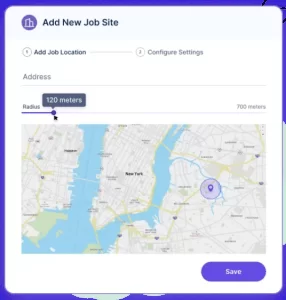 Add New Job Site
1 Add Job Location
2 Configure Settings
Address
120 meters
Radius
700 meters
New York
Save